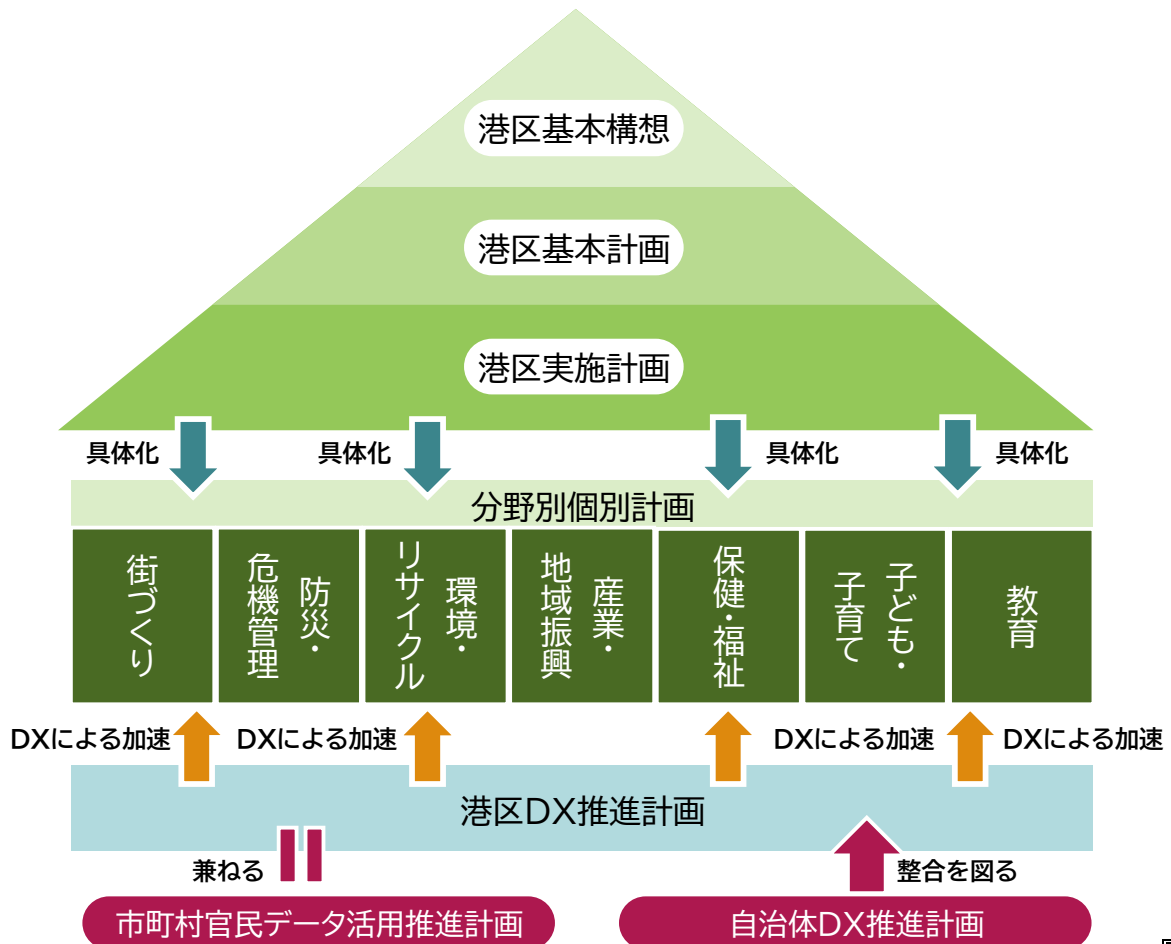 港区基本構想
港区基本計画
港区実施計画
具体化
具体化
具体化
具体化
分野別個別計画
街づくり
防災・
危機管理
環境・
リサイクル
産業・
地域振興
保健・福祉
子ども・
子育て
教育
DXによる加速
DXによる加速
DXによる加速
DXによる加速
港区DX推進計画
兼ねる
整合を図る
市町村官民データ活用推進計画
自治体DX推進計画